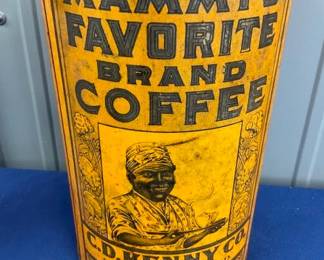 MAMMY'S
FAVORITE
BRAND
COFFEE
C.D. KENNY CO.